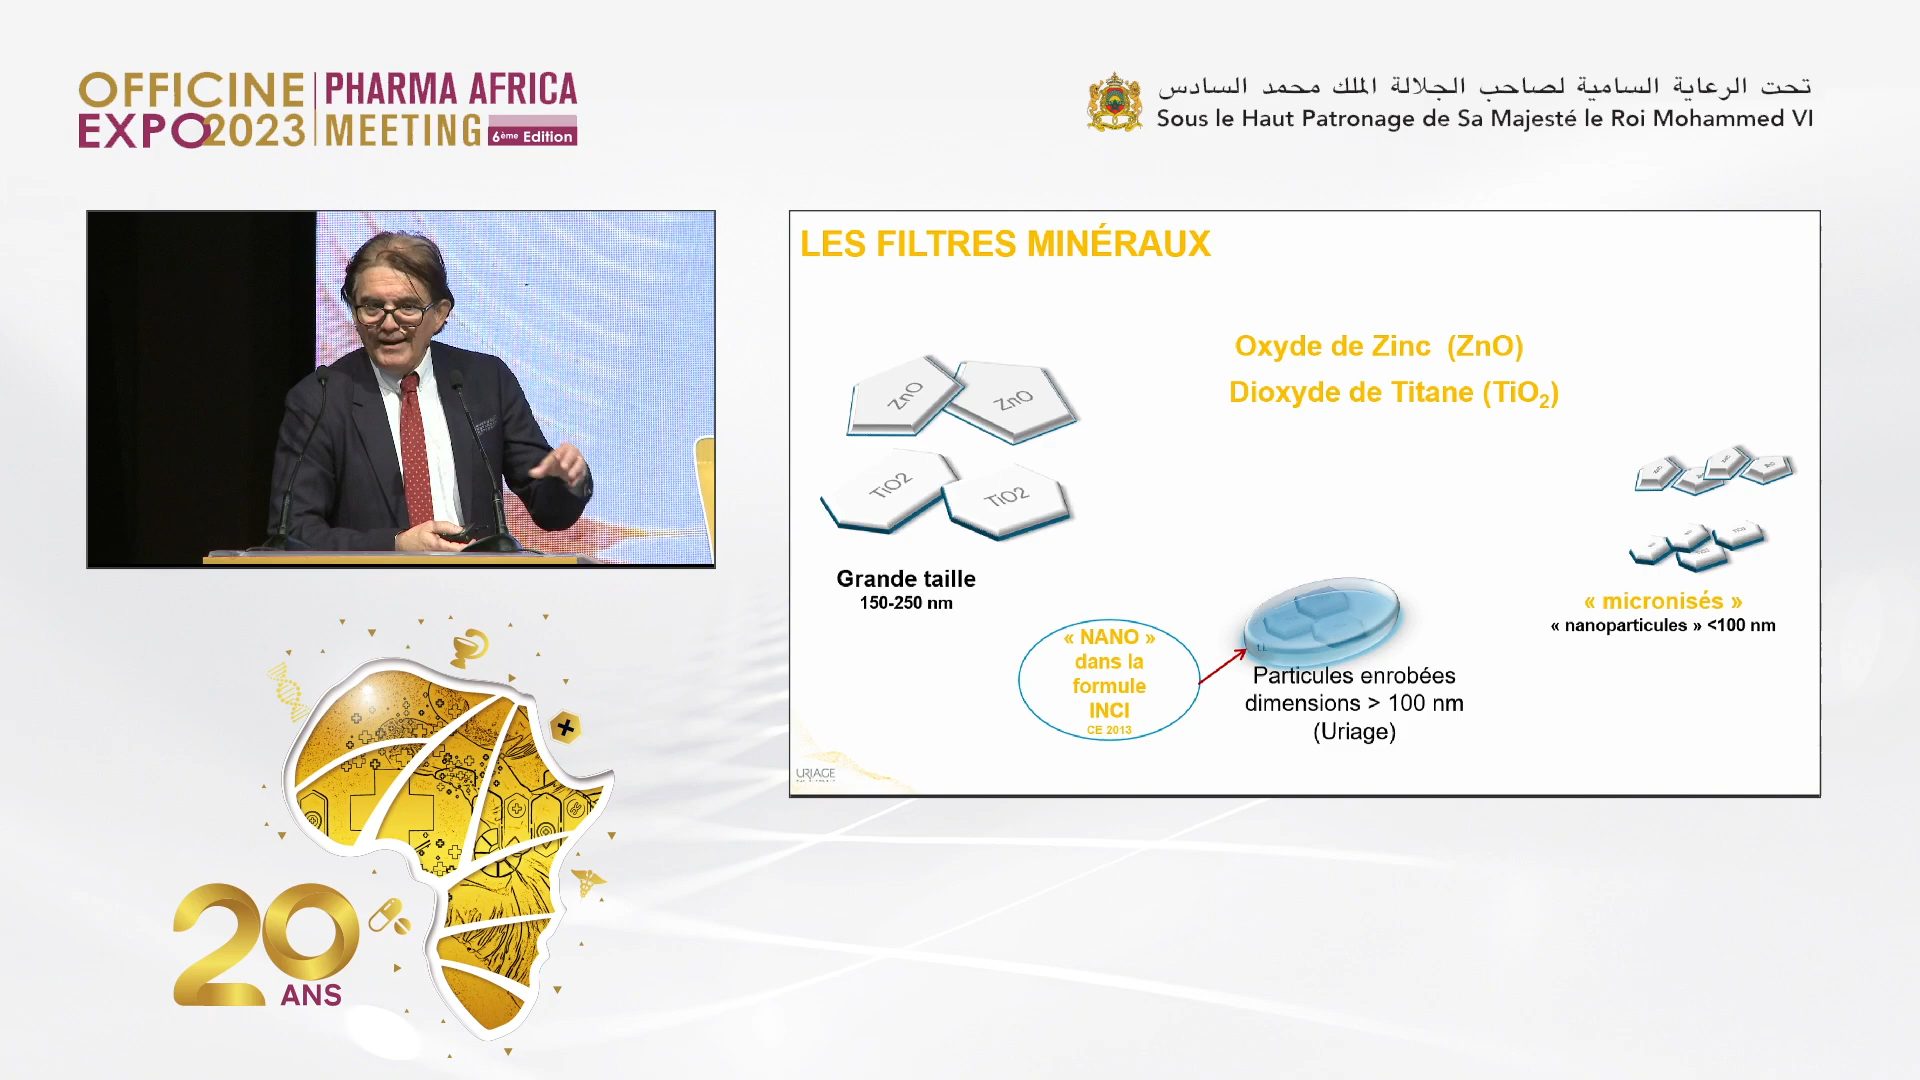 OFFICINE
EXPO2023
PHARMA AFRICA
MEETING
6ème Edition
تحت الرعاية السامية لصاحب الجلالة الملك محمد السادس
Sous le Haut Patronage de Sa Majesté le Roi Mohammed VI
LES FILTRES MINÉRAUX
Oxyde de Zinc (ZnO)
Dioxyde de Titane (TiO2)
ZnO
ZnO
TiO2
TiO2
Grande taille
150-250 nm
« micronisés »
« nanoparticules » <100 nm
« NANO »
dans la
formule
INCI
CE 2013
Particules enrobées
dimensions > 100 nm
(Uriage)
URIAGE
20
ANS